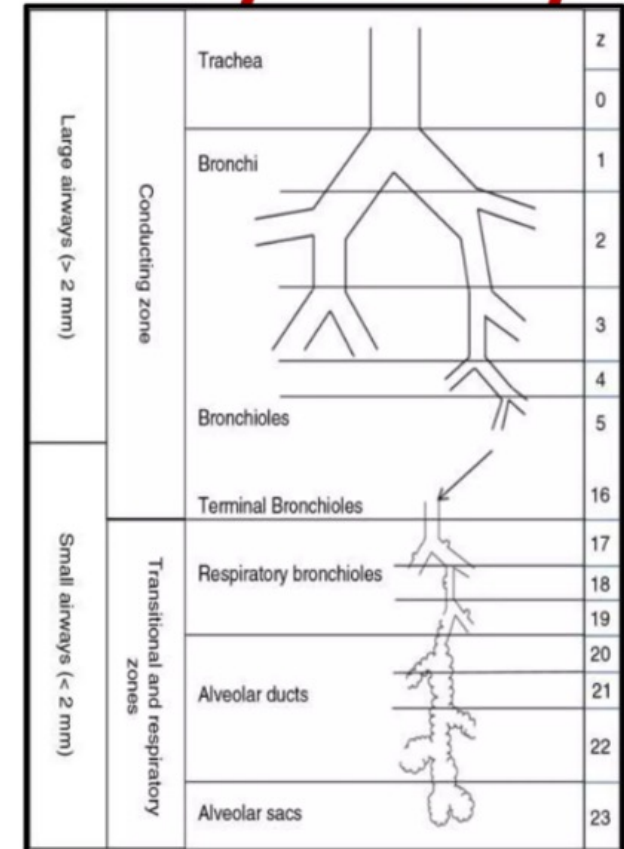 Large airways (> 2 mm)
Small airways (< 2 mm)
Conducting zone
Transitional and respiratory
zones
Trachea
Bronchi
Bronchioles
Terminal Bronchioles
Respiratory bronchioles
Alveolar ducts
Alveolar sacs
z
0
1
2
3
4
5
16
17
18
19
20
21
22
23